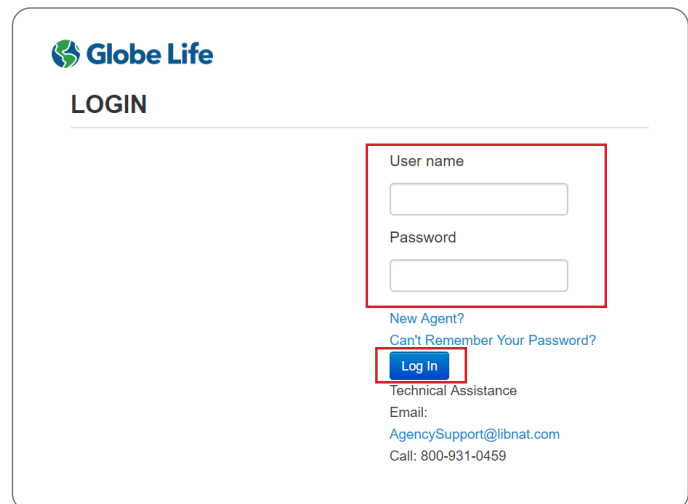 Globe Life
LOGIN
User name
Password
New Agent?
Can't Remember Your Password?
Log In
Technical Assistance
Email:
AgencySupport@libnat.com
Call: 800-931-0459